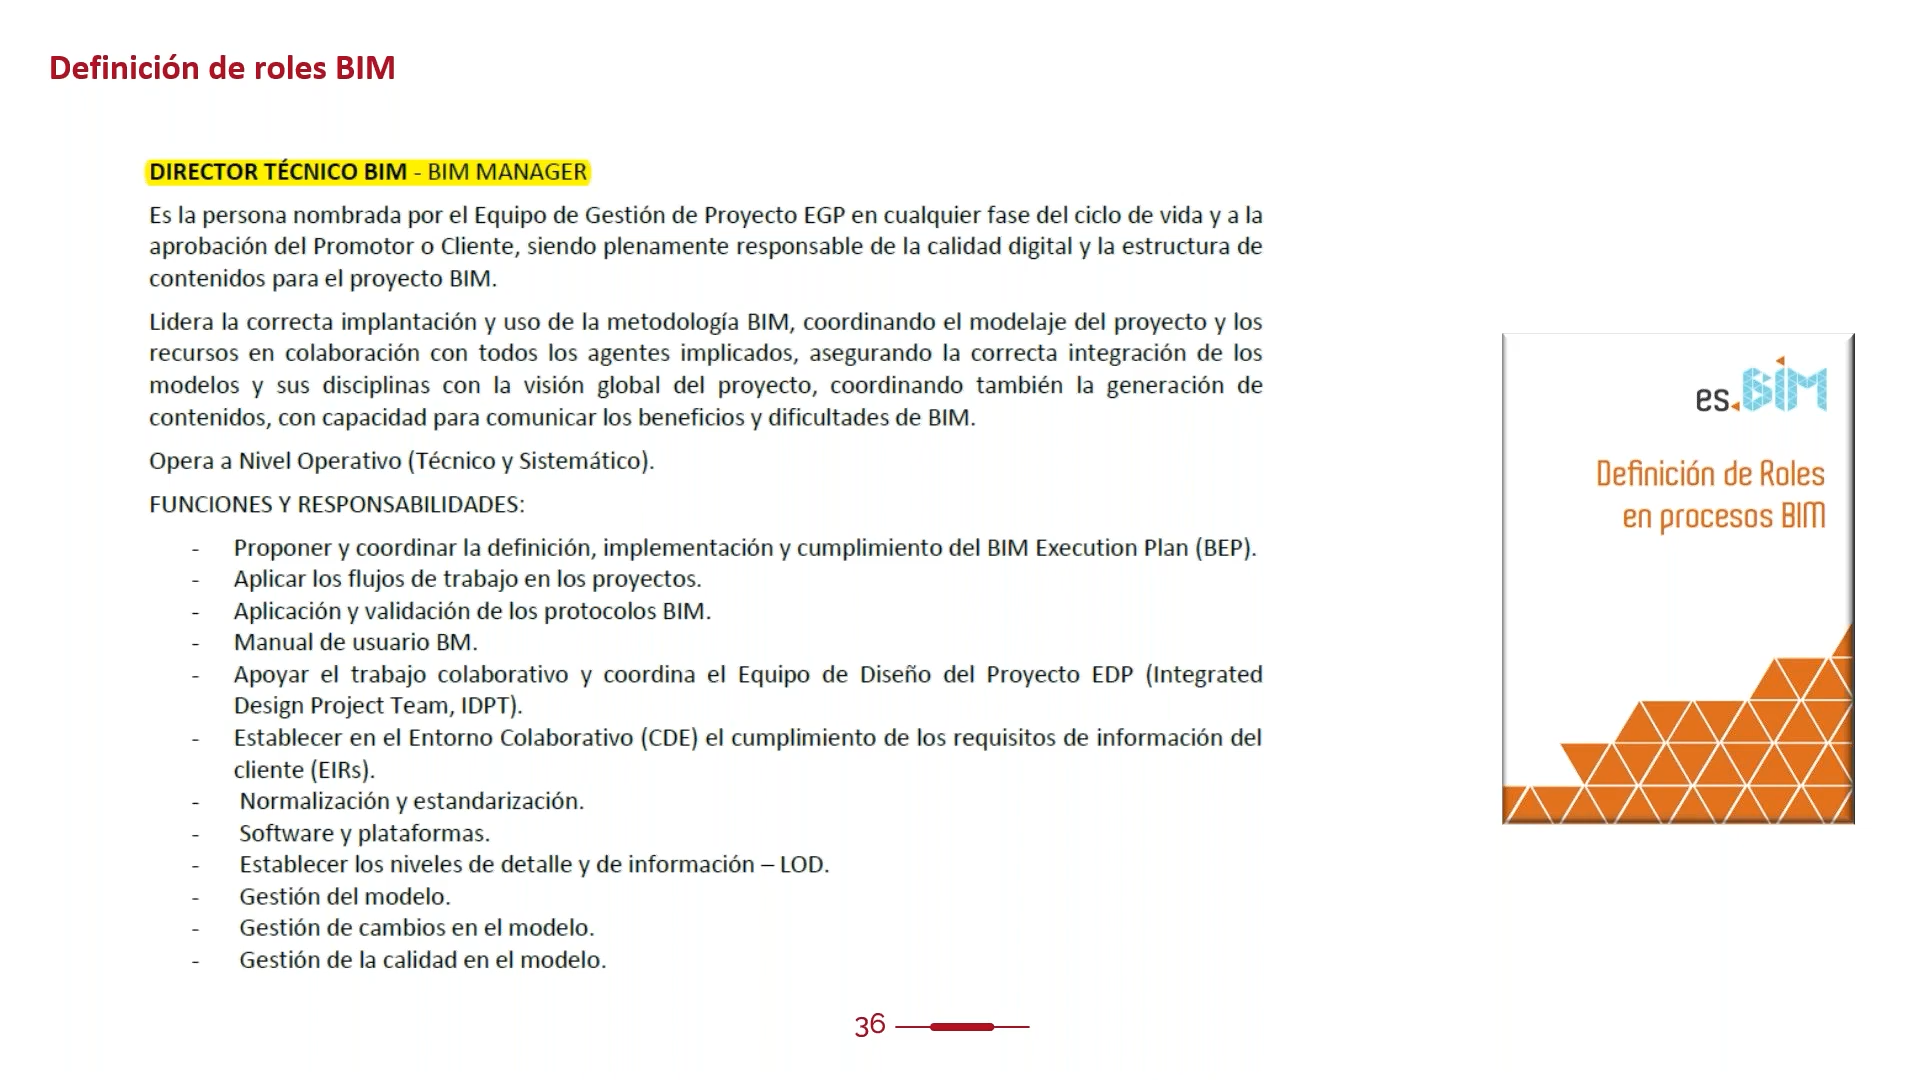 Definición de roles BIM
DIRECTOR TÉCNICO BIM - BIM MANAGER
Es la persona nombrada por el Equipo de Gestión de Proyecto EGP en cualquier fase del ciclo de vida y a la
aprobación del Promotor o Cliente, siendo plenamente responsable de la calidad digital y la estructura de
contenidos para el proyecto BIM.
Lidera la correcta implantación y uso de la metodología BIM, coordinando el modelaje del proyecto y los
recursos en colaboración con todos los agentes implicados, asegurando la correcta integración de los
modelos y sus disciplinas con la visión global del proyecto, coordinando también la generación de
contenidos, con capacidad para comunicar los beneficios y dificultades de BIM.
Opera a Nivel Operativo (Técnico y Sistemático).
FUNCIONES Y RESPONSABILIDADES:
- Proponer y coordinar la definición, implementación y cumplimiento del BIM Execution Plan (BEP).
- Aplicar los flujos de trabajo en los proyectos.
- Aplicación y validación de los protocolos BIM.
- Manual de usuario BM.
- Apoyar el trabajo colaborativo y coordina el Equipo de Diseño del Proyecto EDP (Integrated
Design Project Team, IDPT).
- Establecer en el Entorno Colaborativo (CDE) el cumplimiento de los requisitos de información del
cliente (EIRs).
- Normalización y estandarización.
- Software y plataformas.
- Establecer los niveles de detalle y de información – LOD.
- Gestión del modelo.
- Gestión de cambios en el modelo.
- Gestión de la calidad en el modelo.
es.BIM
Definición de Roles
en procesos BIM
36